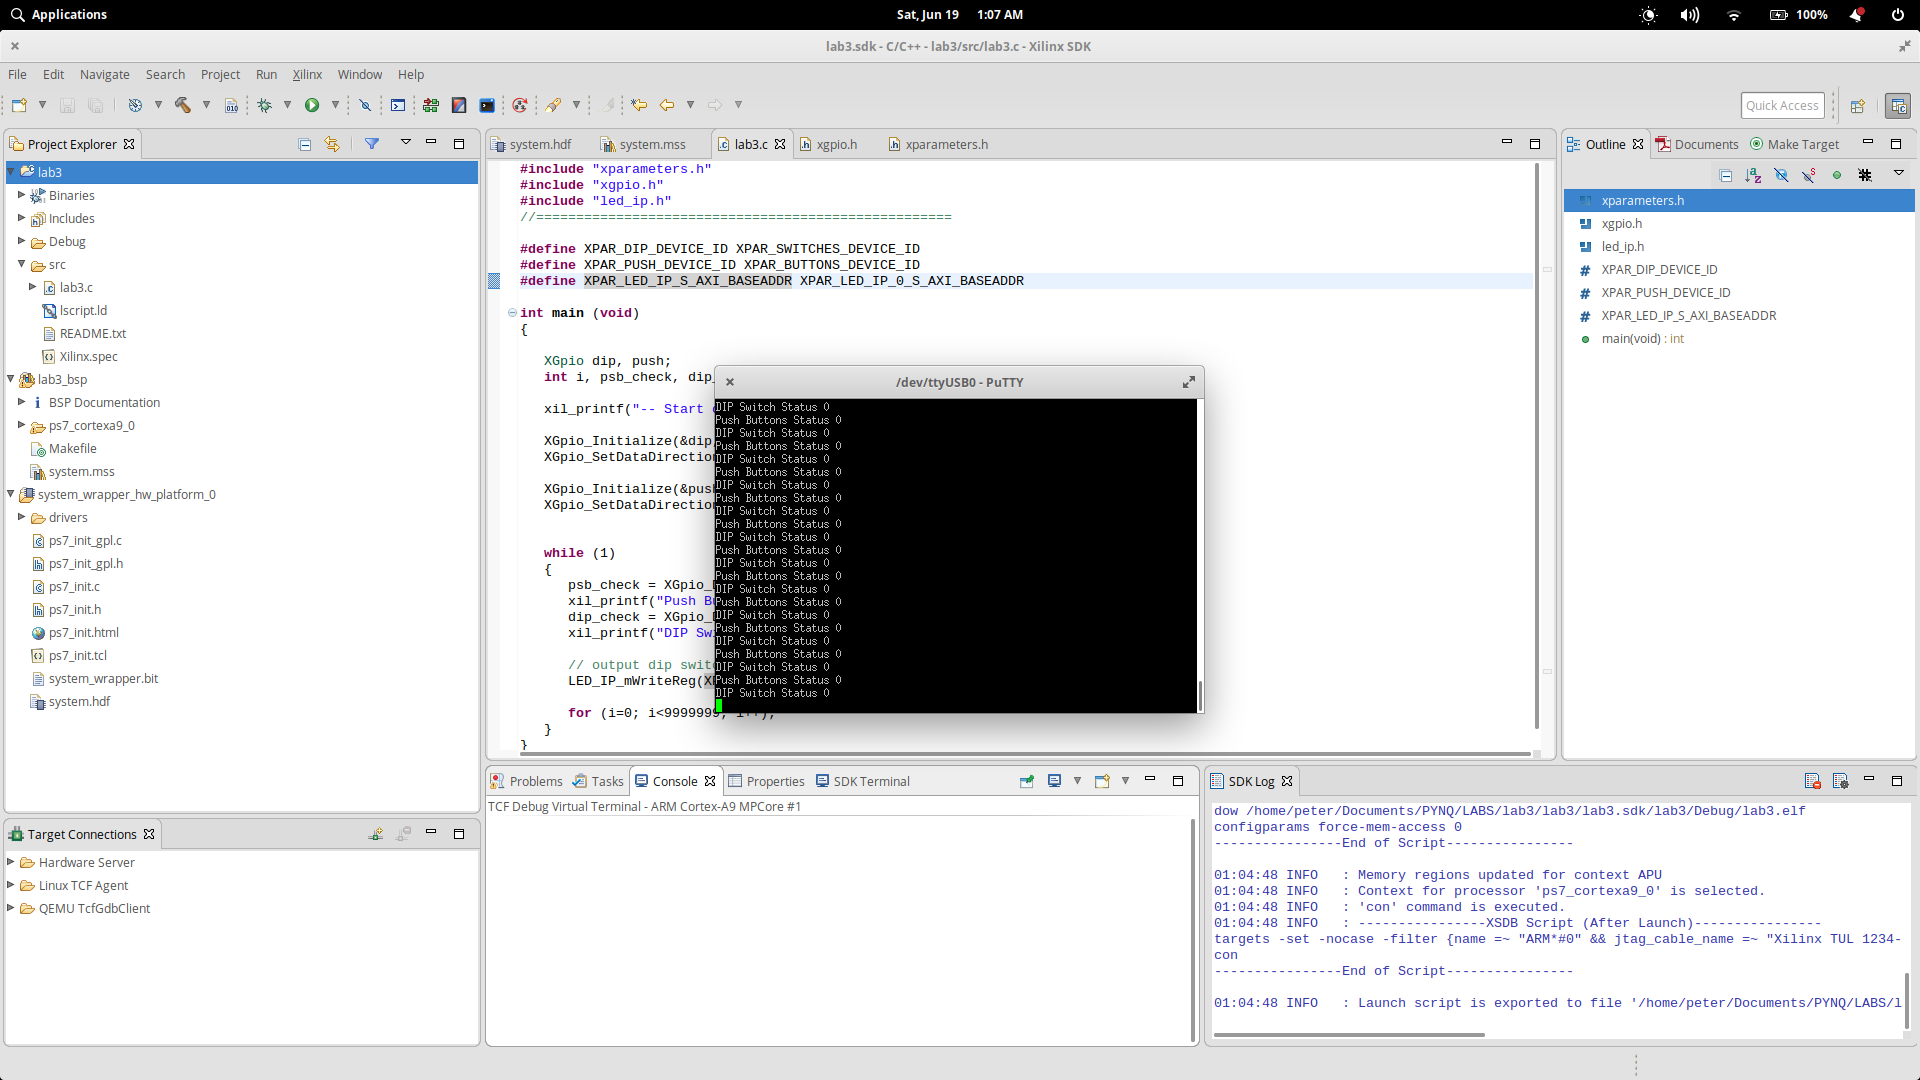 Applications
Sat, Jun 19 1:07 AM
100%
lab3.sdk - C/C++ - lab3/src/lab3.c - Xilinx SDK
File Edit Navigate Search Project Run Xilinx Window Help
Quick Access
Project Explorer
lab3
Binaries
Includes
Debug
src
lab3.c
lscript.ld
README.txt
Xilinx.spec
lab3_bsp
BSP Documentation
ps7_cortexa9_0
Makefile
system.mss
system_wrapper_hw_platform_0
drivers
ps7_init_gpl.c
ps7_init_gpl.h
ps7_init.c
ps7_init.h
ps7_init.html
ps7_init.tcl
system_wrapper.bit
system.hdf
Target Connections
Hardware Server
Linux TCF Agent
QEMU TcfGdbClient
system.hdf system.mss lab3.c xgpio.h xparameters.h
#include "xparameters.h"
#include "xgpio.h"
#include "led_ip.h"
//====================================================
#define XPAR_DIP_DEVICE_ID XPAR_SWITCHES_DEVICE_ID
#define XPAR_PUSH_DEVICE_ID XPAR_BUTTONS_DEVICE_ID
#define XPAR_LED_IP_S_AXI_BASEADDR XPAR_LED_IP_0_S_AXI_BASEADDR
int main (void)
{
XGpio dip, push;
int i, psb_check, dip_
xil_printf("-- Start
XGpio_Initialize(&dip
XGpio_SetDataDirection
XGpio_Initialize(&pus
XGpio_SetDataDirection
while (1)
{
psb_check = XGpio_
xil_printf("Push B
dip_check = XGpio_
xil_printf("DIP Sw
// output dip switc
LED_IP_mWriteReg(X
for (i=0; i<9999999; i++);
}
}
/dev/ttyUSB0 - PuTTY
DIP Switch Status 0
Push Buttons Status 0
DIP Switch Status 0
Push Buttons Status 0
DIP Switch Status 0
Push Buttons Status 0
DIP Switch Status 0
Push Buttons Status 0
DIP Switch Status 0
Push Buttons Status 0
DIP Switch Status 0
Push Buttons Status 0
DIP Switch Status 0
Push Buttons Status 0
DIP Switch Status 0
Push Buttons Status 0
DIP Switch Status 0
Push Buttons Status 0
DIP Switch Status 0
Push Buttons Status 0
DIP Switch Status 0
Push Buttons Status 0
DIP Switch Status 0
Outline Documents Make Target
xparameters.h
xgpio.h
led_ip.h
XPAR_DIP_DEVICE_ID
XPAR_PUSH_DEVICE_ID
XPAR_LED_IP_S_AXI_BASEADDR
main(void) : int
Problems Tasks Console Properties SDK Terminal
TCF Debug Virtual Terminal - ARM Cortex-A9 MPCore #1
SDK Log
dow /home/peter/Documents/PYNQ/LABS/lab3/lab3/lab3.sdk/lab3/Debug/lab3.elf
configparams force-mem-access 0
----------------End of Script----------------
01:04:48 INFO : Memory regions updated for context APU
01:04:48 INFO : Context for processor 'ps7_cortexa9_0' is selected.
01:04:48 INFO : 'con' command is executed.
01:04:48 INFO : ----------------XSDB Script (After Launch)----------------
targets -set -nocase -filter {name =~ "ARM*#0" && jtag_cable_name =~ "Xilinx TUL 1234-
con
----------------End of Script----------------
01:04:48 INFO : Launch script is exported to file '/home/peter/Documents/PYNQ/LABS/l